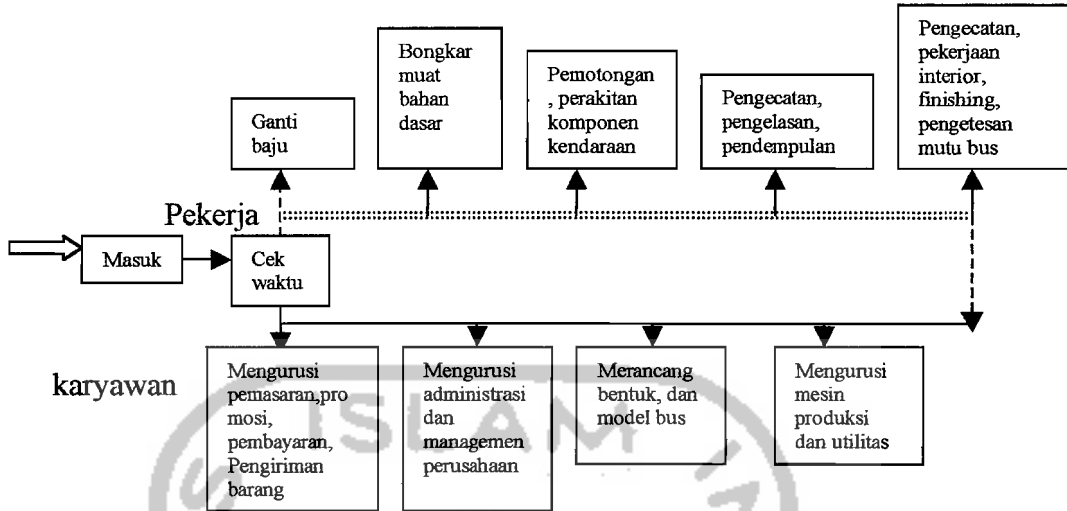 Ganti
baju
Bongkar
muat
bahan
dasar
Pemotongan
, perakitan
komponen
kendaraan
Pengecatan,
pengelasan,
pendempulan
Pengecatan,
pekerjaan
interior,
finishing,
pengetesan
mutu bus
Pekerja
Masuk
Cek
waktu
karyawan
Mengurusi
pemasaran,pro
mosi,
pembayaran,
Pengiriman
barang
Mengurusi
administrasi
dan
managemen
perusahaan
Merancang
bentuk, dan
model bus
Mengurusi
mesin
produksi
dan utilitas
ISLAM